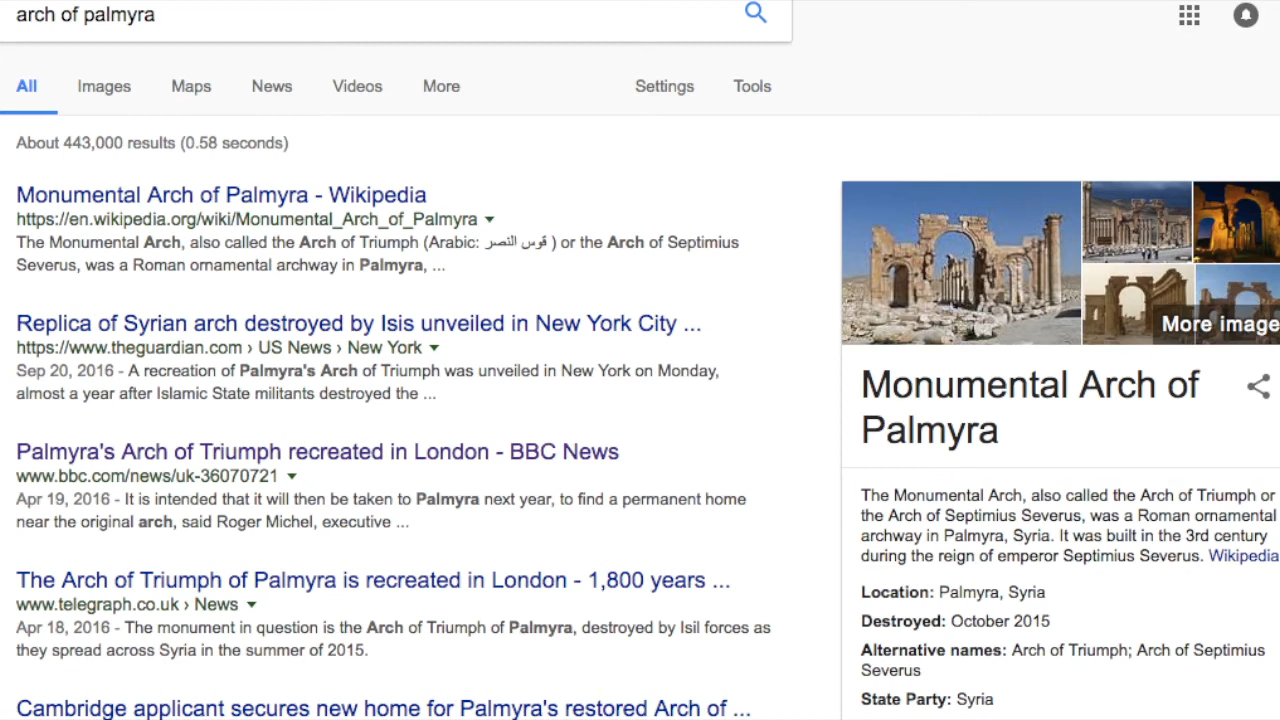 arch of palmyra
All Images Maps News Videos More Settings Tools
About 443,000 results (0.58 seconds)
Monumental Arch of Palmyra - Wikipedia
https://en.wikipedia.org/wiki/Monumental_Arch_of_Palmyra
The Monumental Arch, also called the Arch of Triumph (Arabic: قوس النصر ) or the Arch of Septimius
Severus, was a Roman ornamental archway in Palmyra, ...
Replica of Syrian arch destroyed by Isis unveiled in New York City ...
https://www.theguardian.com › US News › New York
Sep 20, 2016 - A recreation of Palmyra's Arch of Triumph was unveiled in New York on Monday,
almost a year after Islamic State militants destroyed the ...
Palmyra's Arch of Triumph recreated in London - BBC News
www.bbc.com/news/uk-36070721
Apr 19, 2016 - It is intended that it will then be taken to Palmyra next year, to find a permanent home
near the original arch, said Roger Michel, executive ...
The Arch of Triumph of Palmyra is recreated in London - 1,800 years ...
www.telegraph.co.uk › News
Apr 18, 2016 - The monument in question is the Arch of Triumph of Palmyra, destroyed by Isil forces as
they spread across Syria in the summer of 2015.
Cambridge applicant secures new home for Palmyra's restored Arch of ...
More image
Monumental Arch of
Palmyra
The Monumental Arch, also called the Arch of Triumph or
the Arch of Septimius Severus, was a Roman ornamental
archway in Palmyra, Syria. It was built in the 3rd century
during the reign of emperor Septimius Severus. Wikipedia
Location: Palmyra, Syria
Destroyed: October 2015
Alternative names: Arch of Triumph; Arch of Septimius
Severus
State Party: Syria